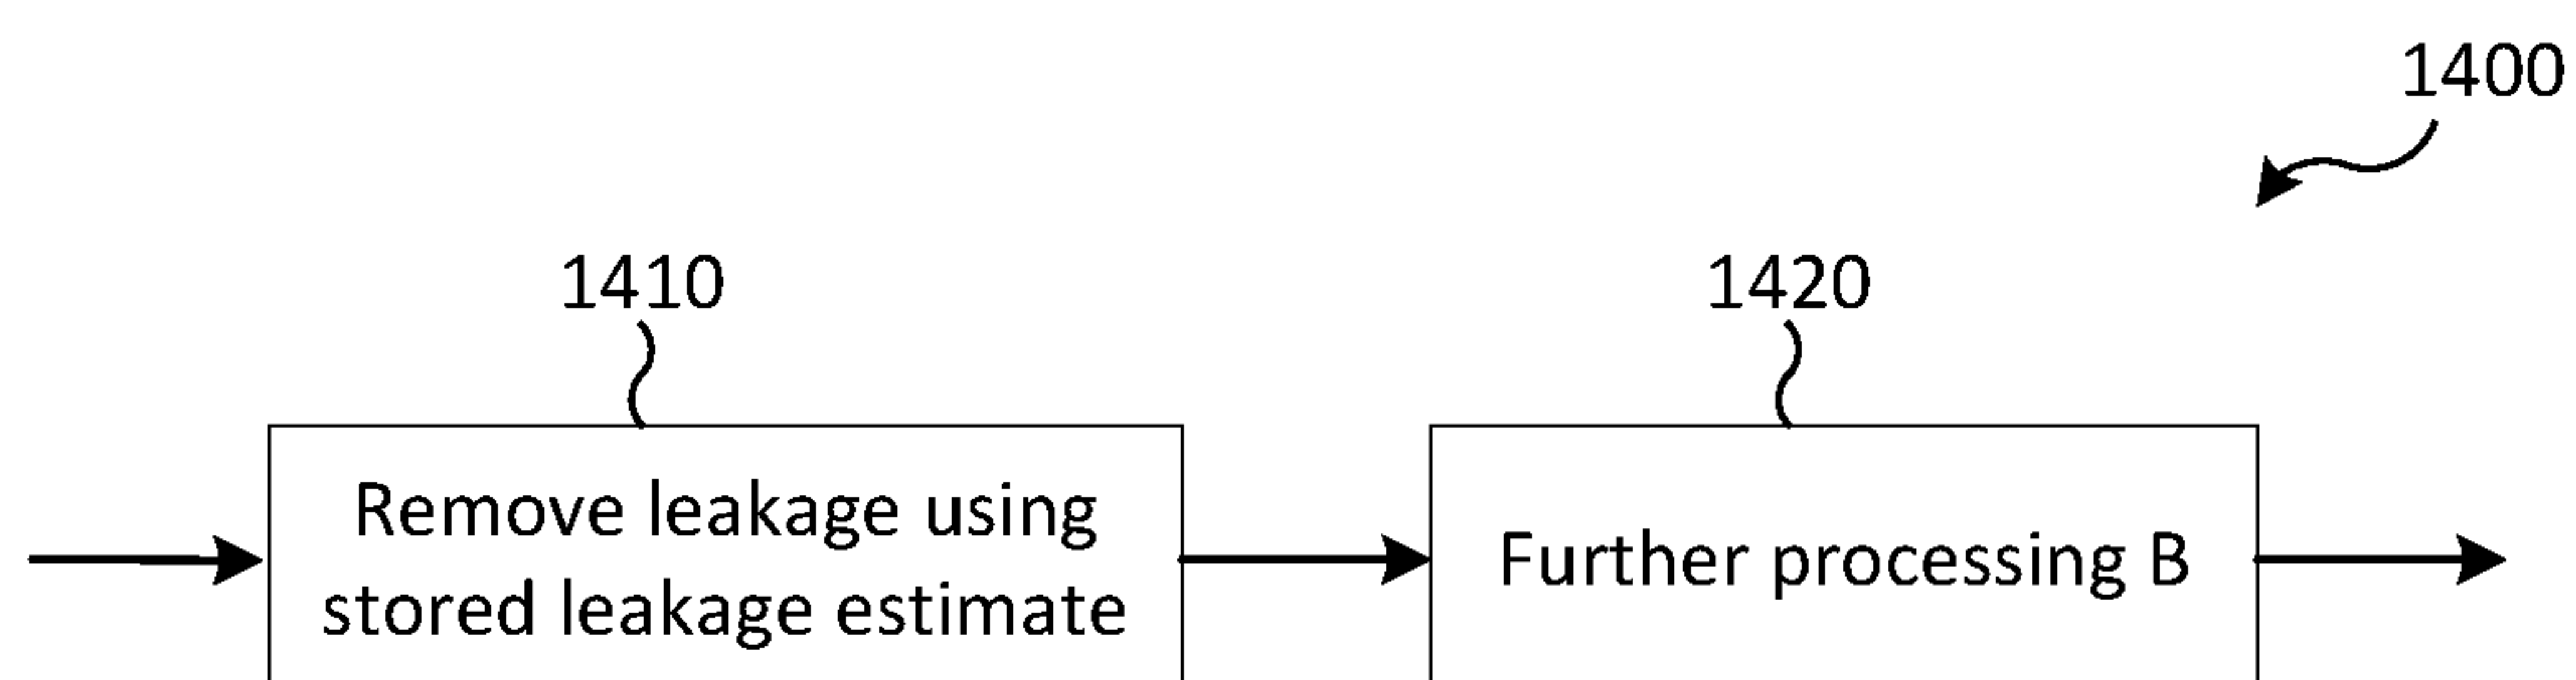 1400
1410
1420
Remove leakage using
stored leakage estimate
Further processing B